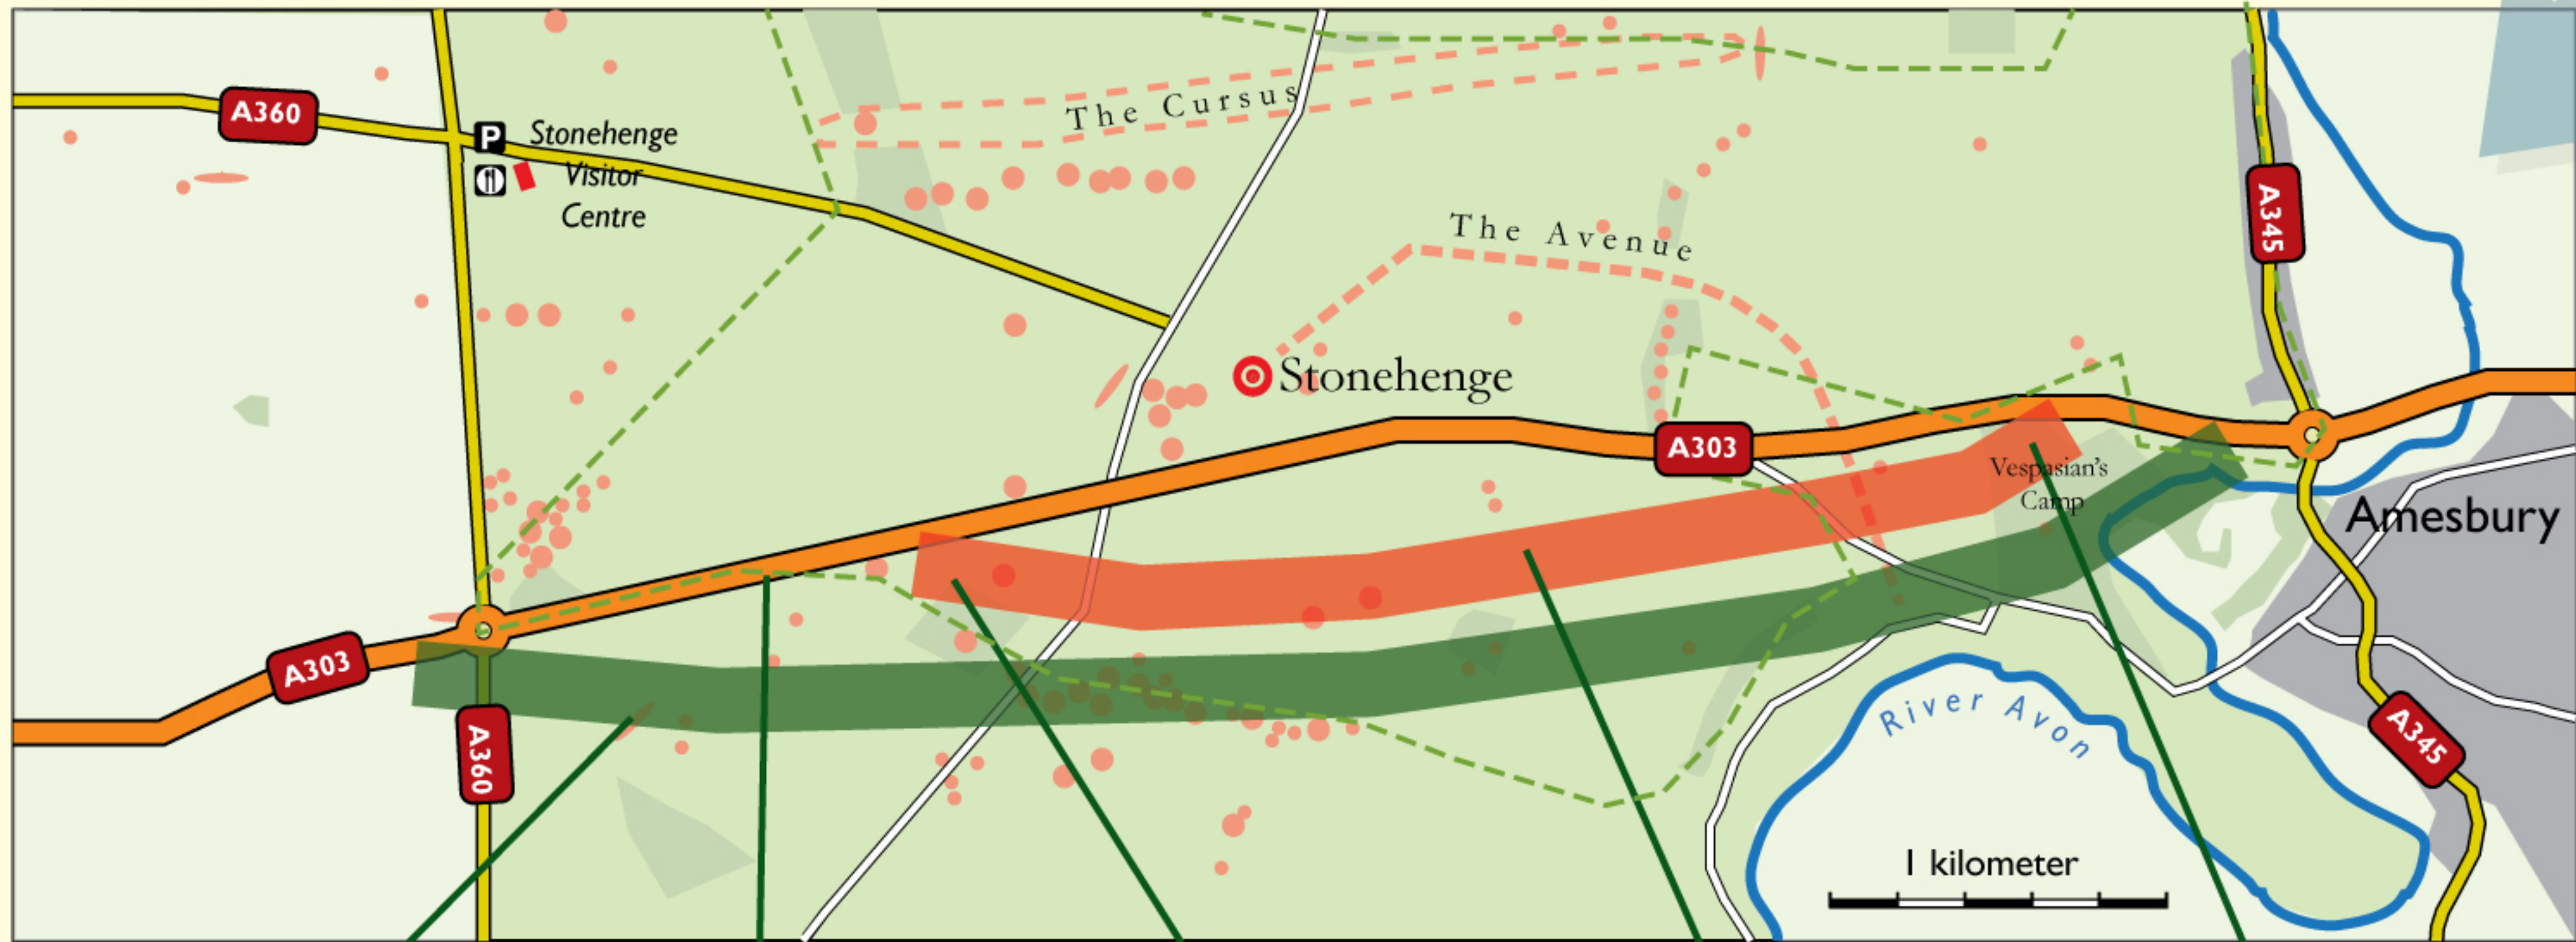 The Cursus
A360
P
Stonehenge
Visitor
Centre
A345
The Avenue
Stonehenge
A303
Vespasian's
Camp
Amesbury
A303
A360
River Avon
A345
1 kilometer